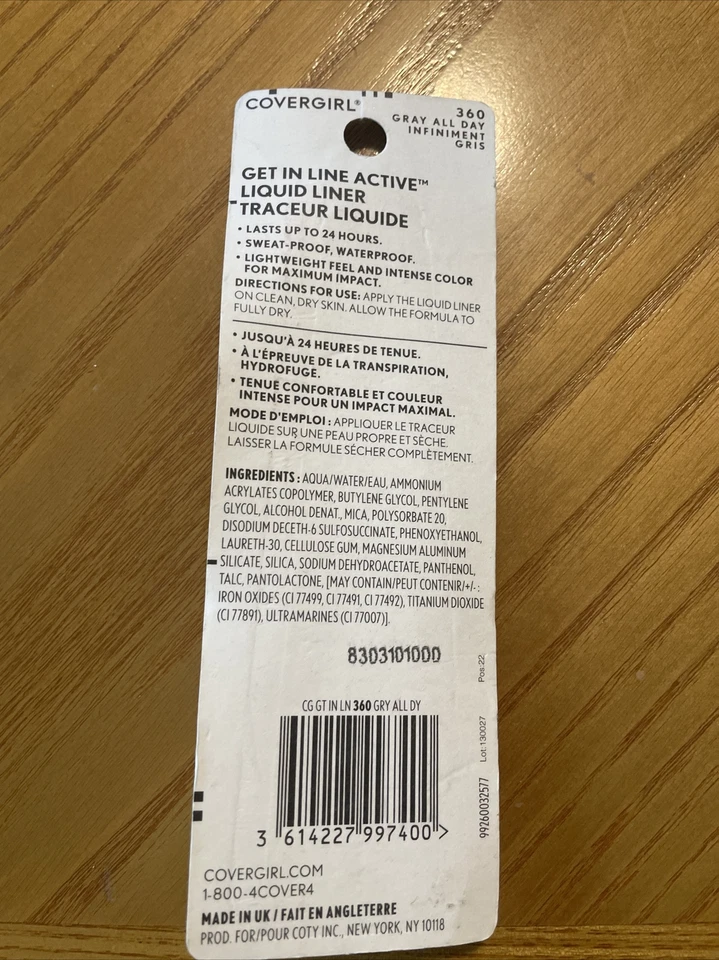 COVERGIRL®
360
GRAY ALL DAY
INFINIMENT
GRIS
GET IN LINE ACTIVE™
LIQUID LINER
TRACEUR LIQUIDE
• LASTS UP TO 24 HOURS.
• SWEAT-PROOF, WATERPROOF.
• LIGHTWEIGHT FEEL AND INTENSE COLOR
FOR MAXIMUM IMPACT.
DIRECTIONS FOR USE: APPLY THE LIQUID LINER
ON CLEAN, DRY SKIN. ALLOW THE FORMULA TO
FULLY DRY.
• JUSQU'À 24 HEURES DE TENUE.
• À L'ÉPREUVE DE LA TRANSPIRATION,
HYDROFUGE.
• TENUE CONFORTABLE ET COULEUR
INTENSE POUR UN IMPACT MAXIMAL.
MODE D'EMPLOI : APPLIQUER LE TRACEUR
LIQUIDE SUR UNE PEAU PROPRE ET SÈCHE.
LAISSER LA FORMULE SÉCHER COMPLÈTEMENT.
INGREDIENTS : AQUA/WATER/EAU, AMMONIUM
ACRYLATES COPOLYMER, BUTYLENE GLYCOL, PENTYLENE
GLYCOL, ALCOHOL DENAT., MICA, POLYSORBATE 20,
DISODIUM DECETH-6 SULFOSUCCINATE, PHENOXYETHANOL,
LAURETH-30, CELLULOSE GUM, MAGNESIUM ALUMINUM
SILICATE, SILICA, SODIUM DEHYDROACETATE, PANTHENOL,
TALC, PANTOLACTONE, [MAY CONTAIN/PEUT CONTENIR/+/- :
IRON OXIDES (CI 77499, CI 77491, CI 77492), TITANIUM DIOXIDE
(CI 77891), ULTRAMARINES (CI 77007)].
8303101000
CG GT IN LN 360 GRY ALL DY
3 614227 997400 >
99260032577 Lot:130027 Pos:22
COVERGIRL.COM
1-800-4COVER4
MADE IN UK / FAIT EN ANGLETERRE
PROD. FOR/POUR COTY INC., NEW YORK, NY 10118